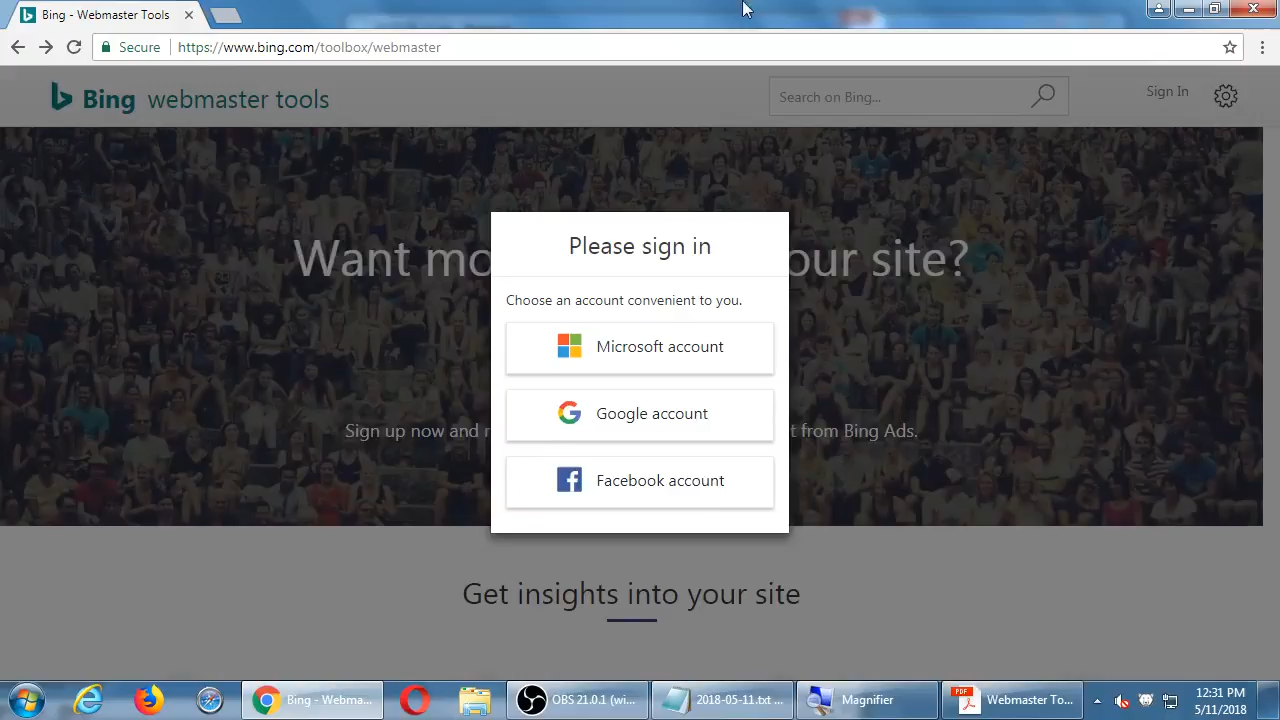 Bing - Webmaster Tools
Secure
https://www.bing.com/toolbox/webmaster
Bing webmaster tools
Search on Bing...
Sign In
Want mo our site?
Please sign in
Choose an account convenient to you.
Microsoft account
Google account
Facebook account
Sign up now and t from Bing Ads.
Get insights into your site
Bing - Webma...
OBS 21.0.1 (wi...
2018-05-11.txt ...
Magnifier
PDF
Webmaster To...
12:31 PM
5/11/2018